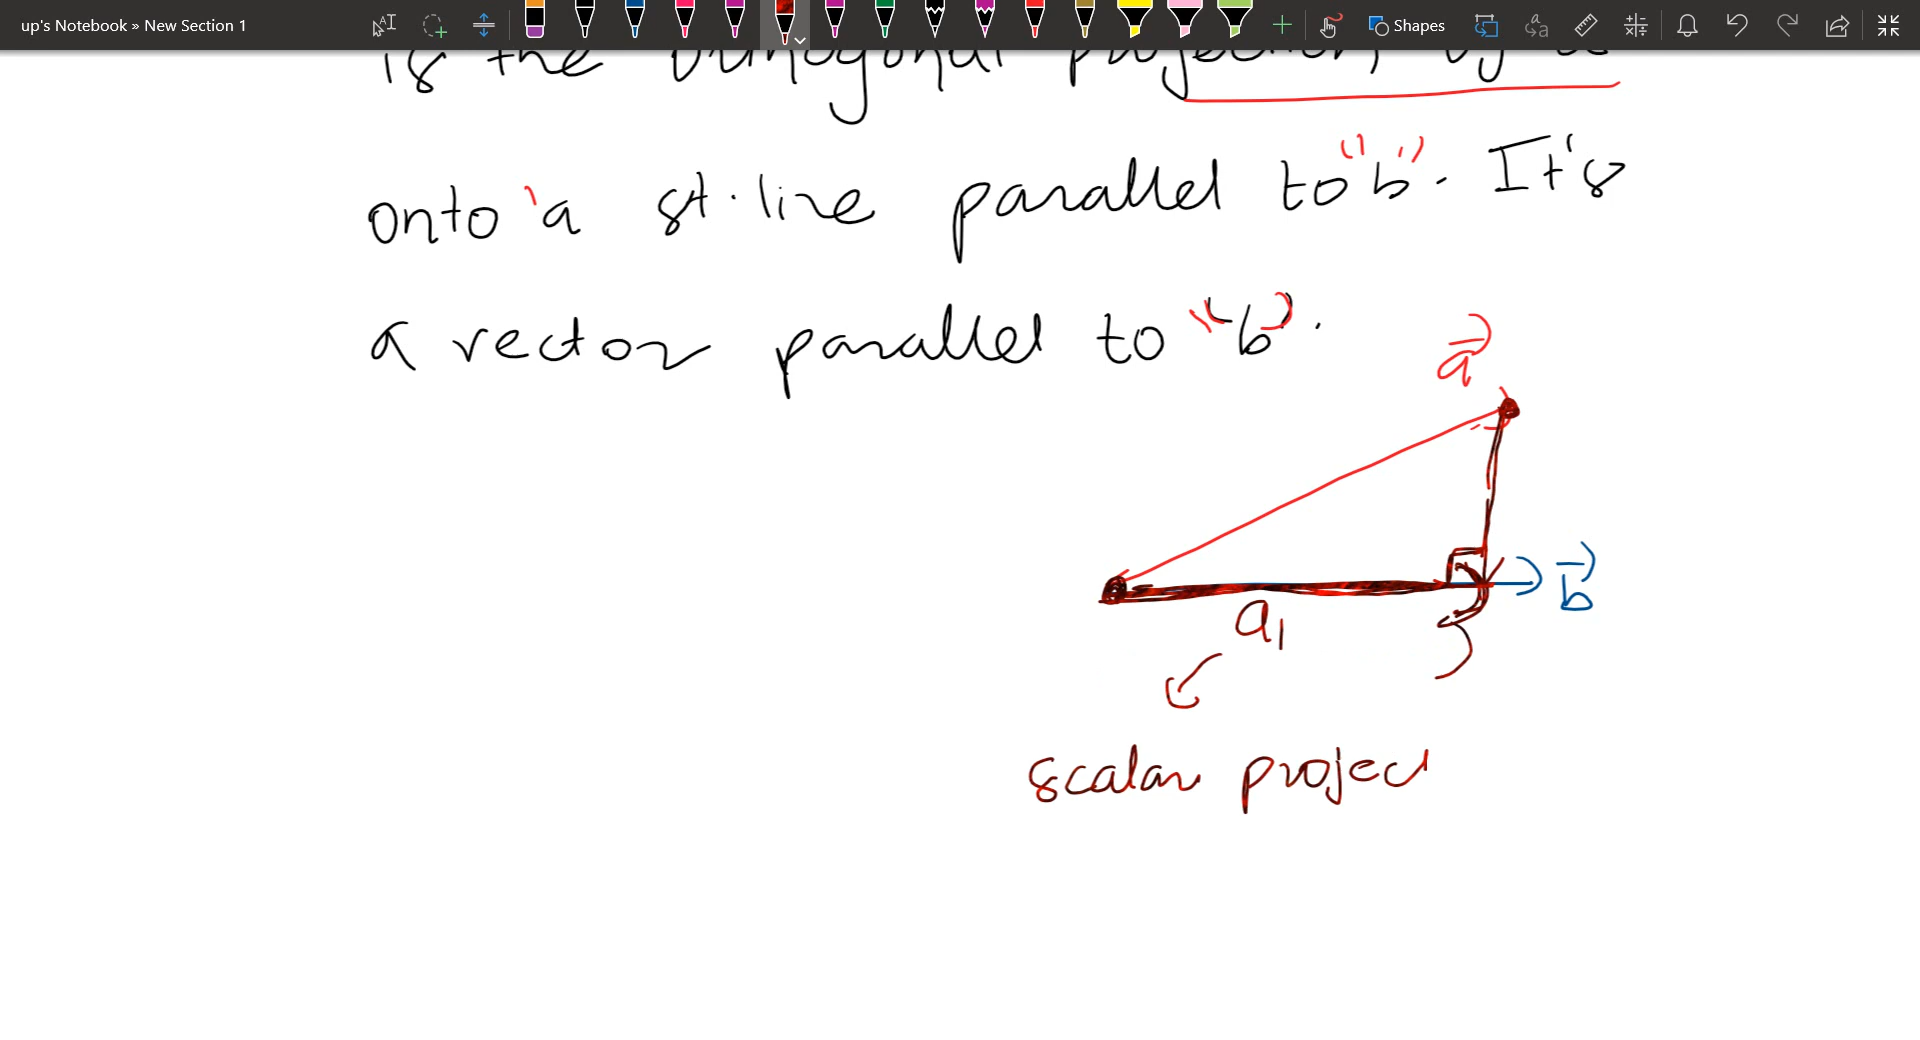 up's Notebook » New Section 1
Shapes
is the orthogonal projection, of a
onto 'a st. line parallel to "b". It's
a vector parallel to "b".
a
b
a1
scalar projec